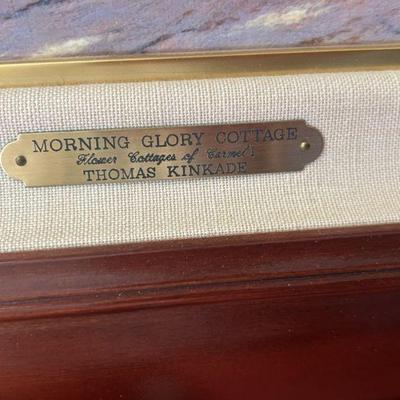 MORNING GLORY COTTAGE
Flower Cottages of Carmel I
THOMAS KINKADE